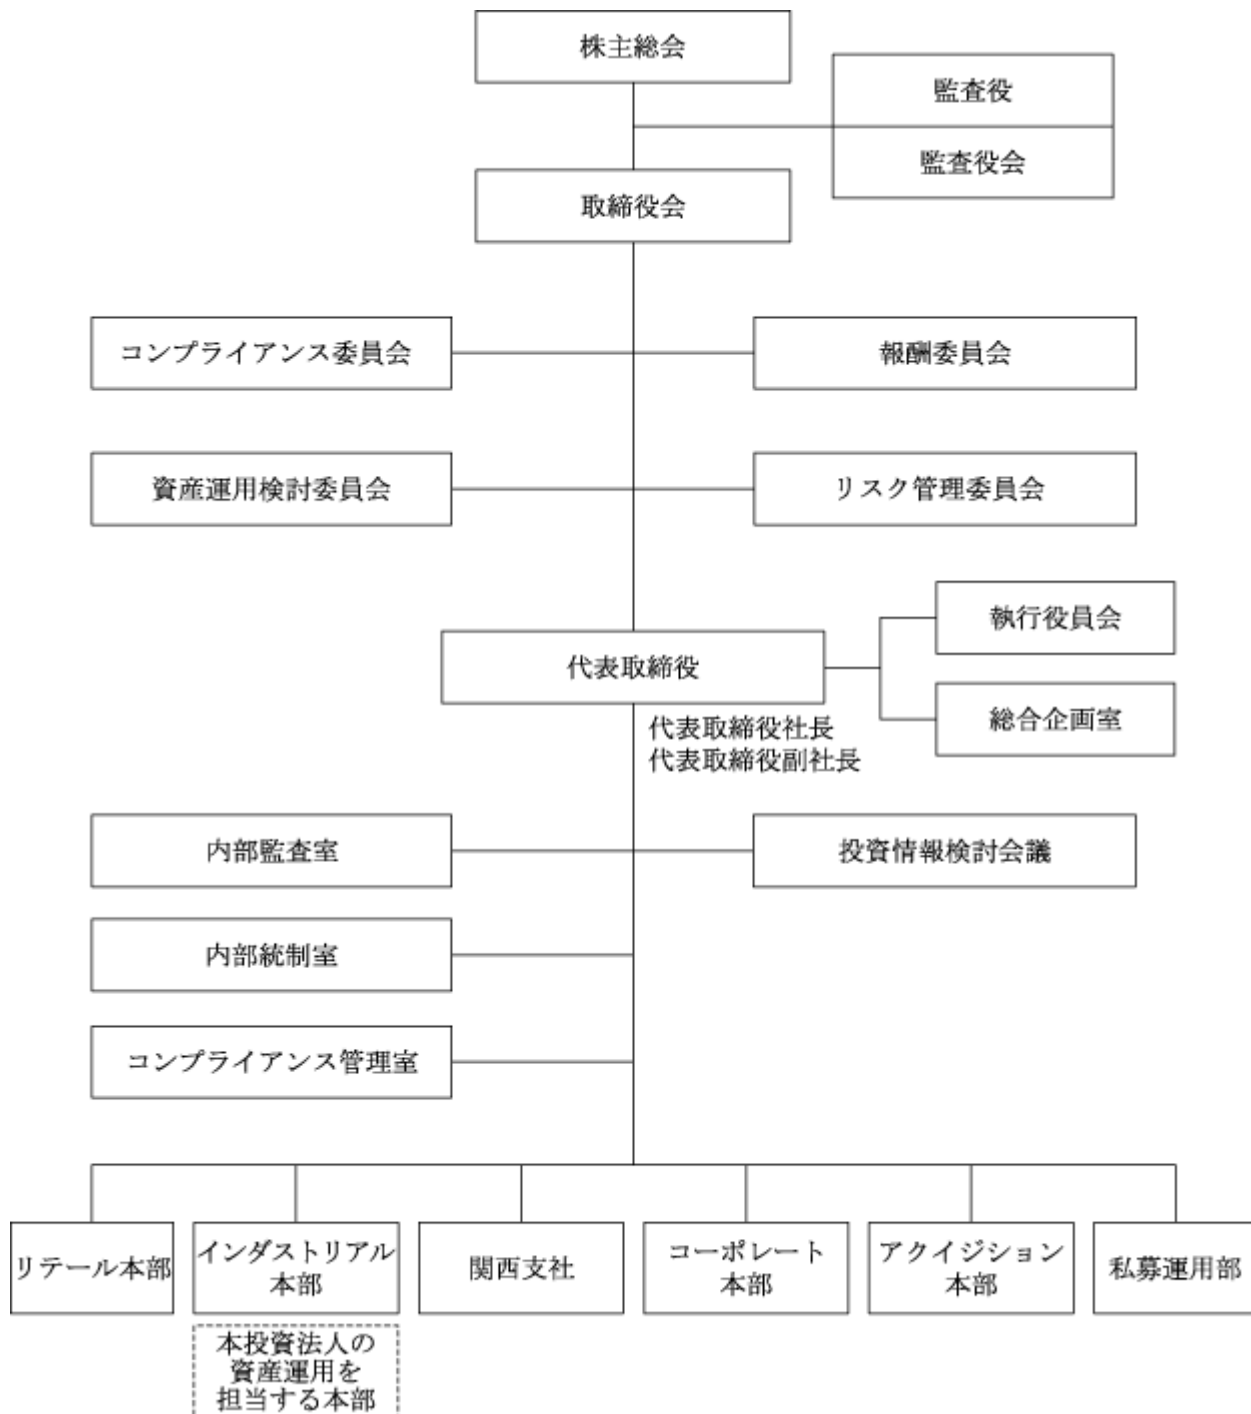 株主総会
監査役
監査役会
取締役会
コンプライアンス委員会
報酬委員会
資産運用検討委員会
リスク管理委員会
執行役員会
代表取締役
総合企画室
代表取締役社長
代表取締役副社長
内部監査室
投資情報検討会議
内部統制室
コンプライアンス管理室
リテール本部
インダストリアル
本部
関西支社
コーポレート
本部
アクイジション
本部
私募運用部
本投資法人の
資産運用を
担当する本部